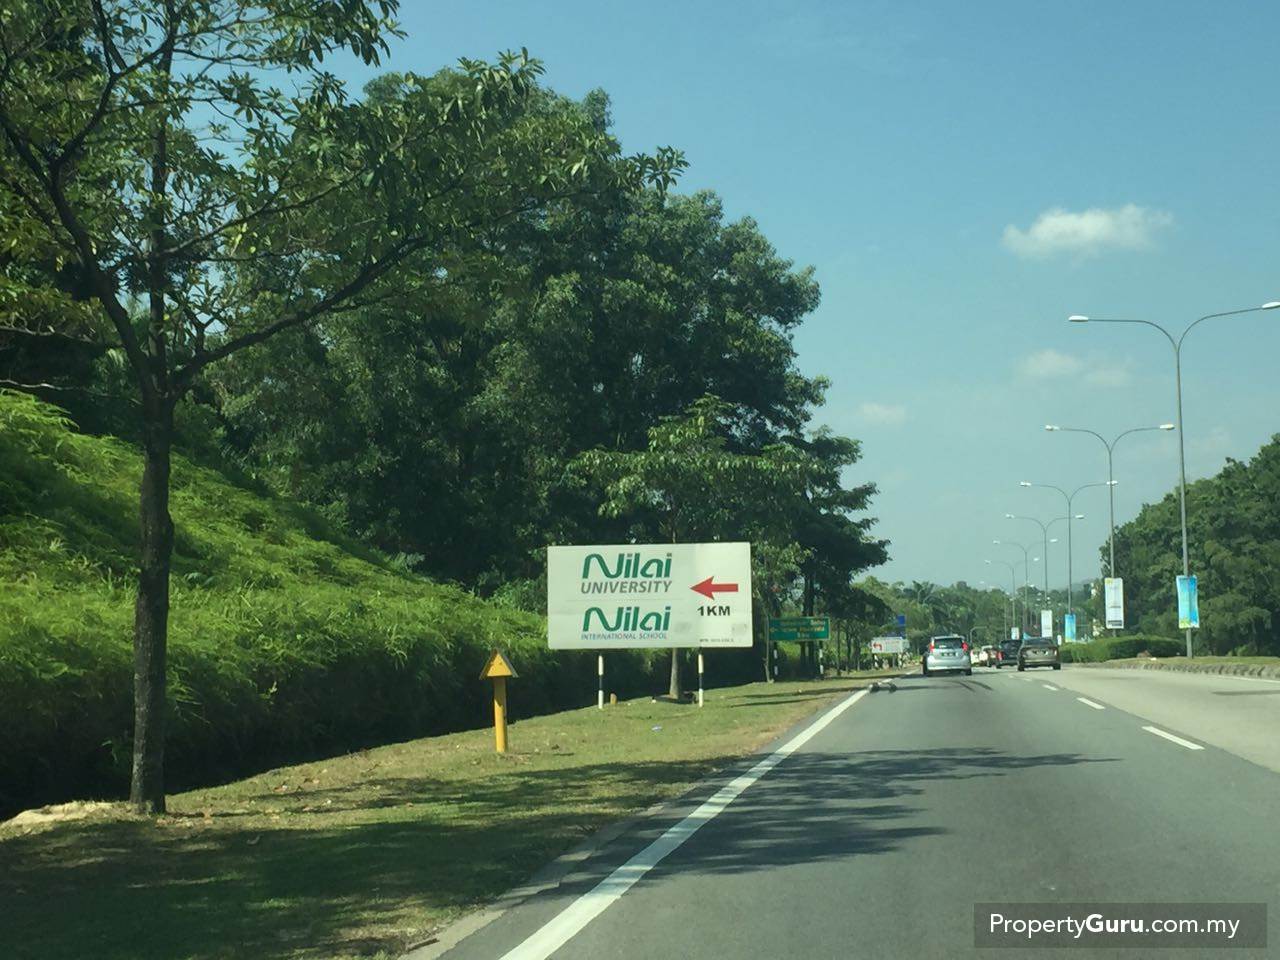 Nilai
UNIVERSITY
Nilai
INTERNATIONAL SCHOOL
1KM
PropertyGuru.com.my